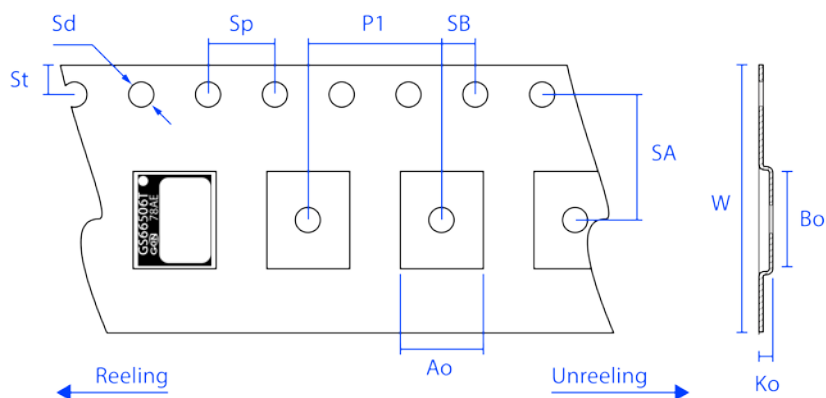 Sd
Sp
P1
SB
St
SA
W
Bo
GS66506T
GaN 78AE
Ao
Ko
Reeling
Unreeling